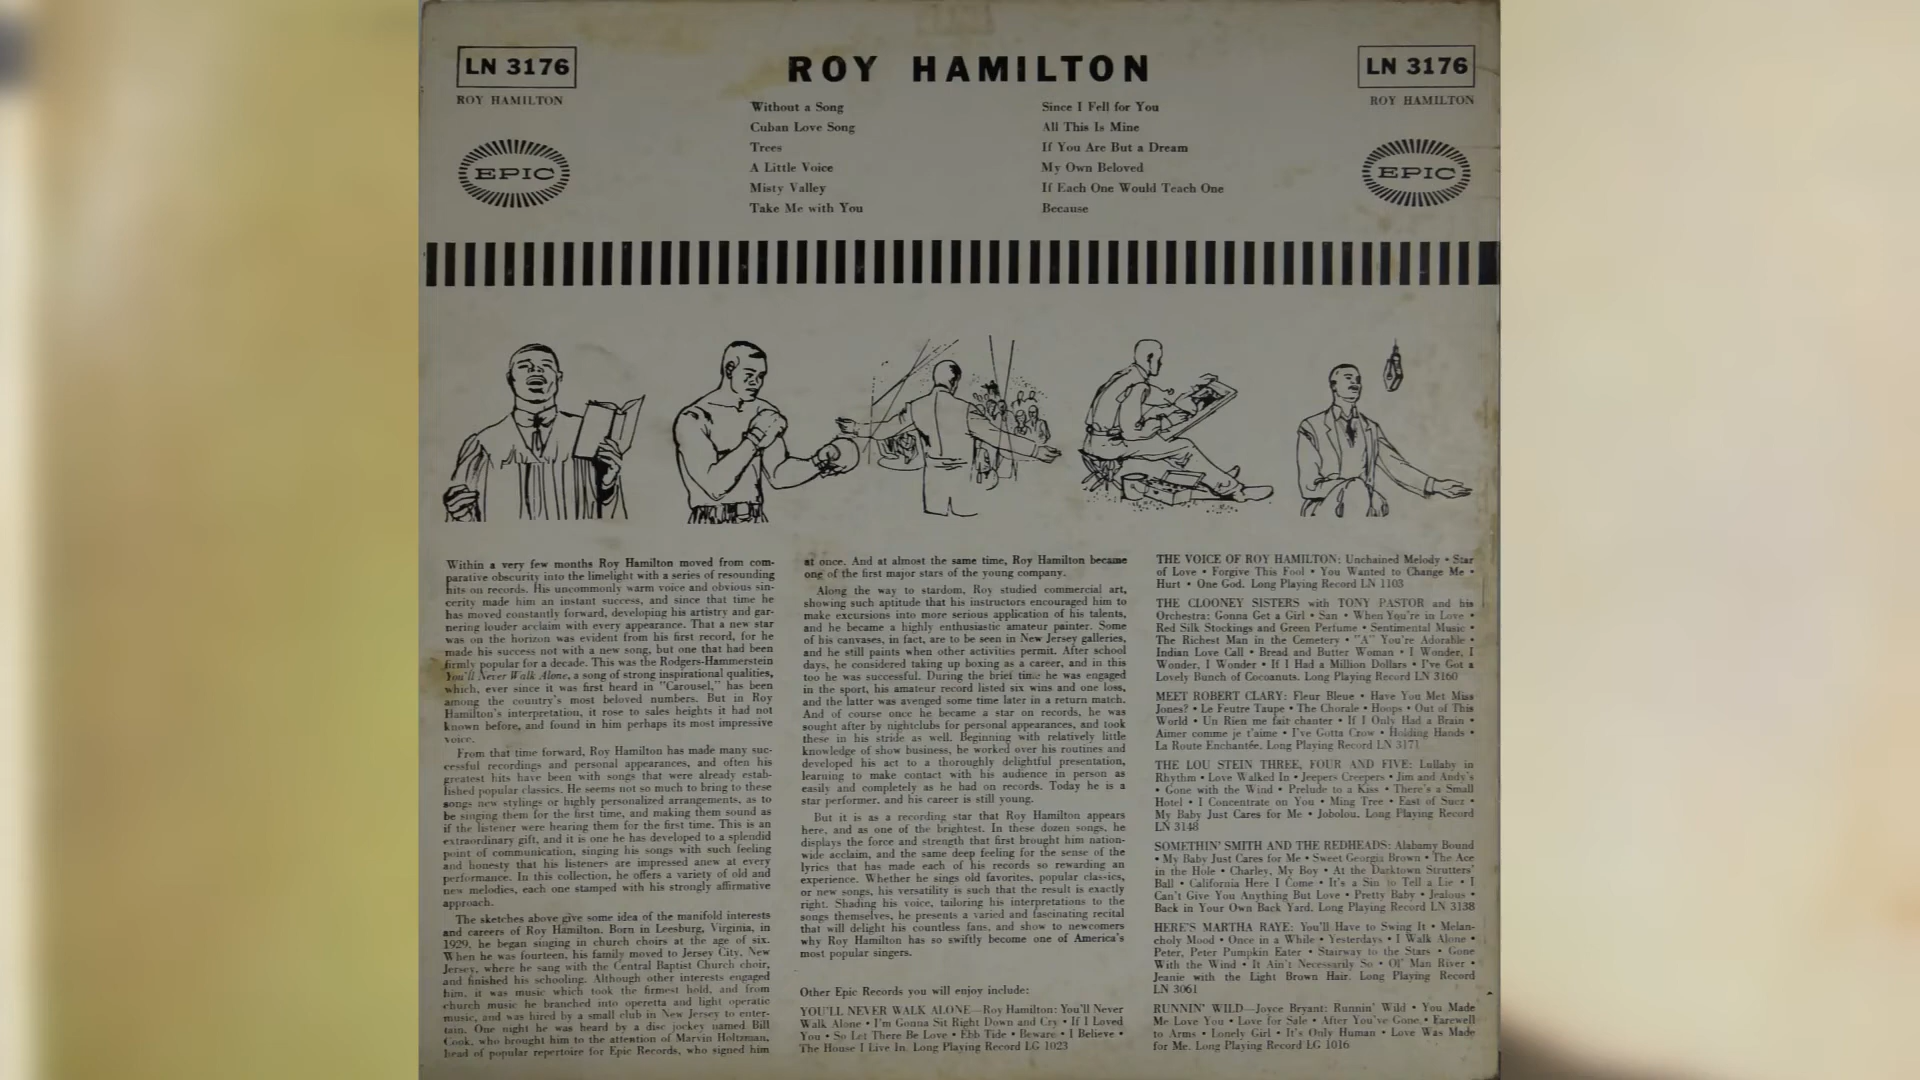 LN 3176
ROY HAMILTON
LN 3176
ROY HAMILTON
ROY HAMILTON
EPIC
EPIC
Without a Song
Cuban Love Song
Trees
A Little Voice
Misty Valley
Take Me with You
Since I Fell for You
All This Is Mine
If You Are But a Dream
My Own Beloved
If Each One Would Teach One
Because
Within a very few months Roy Hamilton moved from com-
parative obscurity into the limelight with a series of resounding
hits on records. His uncommonly warm voice and obvious sin-
cerity made him an instant success, and since that time he
has moved constantly forward, developing his artistry and gar-
nering louder acclaim with every appearance. That a new star
was on the horizon was evident from his first record, for he
made his success not with a new song, but one that had been
firmly popular for a decade. This was the Rodgers-Hammerstein
You'll Never Walk Alone, a song of strong inspirational qualities,
which, ever since it was first heard in "Carousel," has been
among the country's most beloved numbers. But in Roy
Hamilton's interpretation, it rose to sales heights it had not
known before, and found in him perhaps its most impressive
voice.
From that time forward, Roy Hamilton has made many suc-
cessful recordings and personal appearances, and often his
greatest hits have been with songs that were already estab-
lished popular classics. He seems not so much to bring to these
songs new stylings or highly personalized arrangements, as to
be singing them for the first time, and making them sound as
if the listener were hearing them for the first time. This is an
extraordinary gift, and it is one he has developed to a splendid
point of communication, singing his songs with such feeling
and honesty that his listeners are impressed anew at every
performance. In this collection, he offers a variety of old and
new melodies, each one stamped with his strongly affirmative
approach.
The sketches above give some idea of the manifold interests
and careers of Roy Hamilton. Born in Leesburg, Virginia, in
1929, he began singing in church choirs at the age of six.
When he was fourteen, his family moved to Jersey City, New
Jersey, where he sang with the Central Baptist Church choir,
and finished his schooling. Although other interests engaged
him, it was music which took the firmest hold, and from
church music he branched into operetta and light operatic
music, and was hired by a small club in New Jersey to enter-
tain. One night he was heard by a disc jockey named Bill
Cook, who brought him to the attention of Marvin Holtzman,
head of popular repertoire for Epic Records, who signed him
at once. And at almost the same time, Roy Hamilton became
one of the first major stars of the young company.
Along the way to stardom, Roy studied commercial art,
showing such aptitude that his instructors encouraged him to
make excursions into more serious application of his talents,
and he became a highly enthusiastic amateur painter. Some
of his canvases, in fact, are to be seen in New Jersey galleries,
and he still paints when other activities permit. After school
days, he considered taking up boxing as a career, and in this
too he was successful. During the brief time he was engaged
in the sport, his amateur record listed six wins and one loss,
and the latter was avenged some time later in a return match.
And of course once he became a star on records, he was
sought after by nightclubs for personal appearances, and took
these in his stride as well. Beginning with relatively little
knowledge of show business, he worked over his routines and
developed his act to a thoroughly delightful presentation,
learning to make contact with his audience in person as
easily and completely as he had on records. Today he is a
star performer, and his career is still young.
But it is as a recording star that Roy Hamilton appears
here, and as one of the brightest. In these dozen songs, he
displays the force and strength that first brought him nation-
wide acclaim, and the same deep feeling for the sense of the
lyrics that has made each of his records so rewarding an
experience. Whether he sings old favorites, popular classics,
or new songs, his versatility is such that the result is exactly
right. Shading his voice, tailoring his interpretations to the
songs themselves, he presents a varied and fascinating recital
that will delight his countless fans, and show to newcomers
why Roy Hamilton has so swiftly become one of America's
most popular singers.
Other Epic Records you will enjoy include:
YOU'LL NEVER WALK ALONE—Roy Hamilton: You'll Never
Walk Alone • I'm Gonna Sit Right Down and Cry • If I Loved
You • So Let There Be Love • Ebb Tide • Beware • I Believe •
The House I Live In. Long Playing Record LG 1023
THE VOICE OF ROY HAMILTON: Unchained Melody • Star
of Love • Forgive This Fool • You Wanted to Change Me •
Hurt • One God. Long Playing Record LN 1103
THE CLOONEY SISTERS with TONY PASTOR and his
Orchestra: Gonna Get a Girl • San • When You're in Love •
Red Silk Stockings and Green Perfume • Sentimental Music •
The Richest Man in the Cemetery • "A" You're Adorable •
Indian Love Call • Bread and Butter Woman • I Wonder, I
Wonder, I Wonder • If I Had a Million Dollars • I've Got a
Lovely Bunch of Cocoanuts. Long Playing Record LN 3160
MEET ROBERT CLARY: Fleur Bleue • Have You Met Miss
Jones? • Le Feutre Taupe • The Chorale • Hoops • Out of This
World • Un Rien me fait chanter • If I Only Had a Brain •
Aimer comme je t'aime • I've Gotta Crow • Holding Hands •
La Route Enchantée. Long Playing Record LN 3171
THE LOU STEIN THREE, FOUR AND FIVE: Lullaby in
Rhythm • Love Walked In • Jeepers Creepers • Jim and Andy's
• Gone with the Wind • Prelude to a Kiss • There's a Small
Hotel • I Concentrate on You • Ming Tree • East of Suez •
My Baby Just Cares for Me • Jobolou. Long Playing Record
LN 3148
SOMETHIN' SMITH AND THE REDHEADS: Alabamy Bound
• My Baby Just Cares for Me • Sweet Georgia Brown • The Ace
in the Hole • Charley, My Boy • At the Darktown Strutters'
Ball • California Here I Come • It's a Sin to Tell a Lie • I
Can't Give You Anything But Love • Pretty Baby • Jealous •
Back in Your Own Back Yard. Long Playing Record LN 3138
HERE'S MARTHA RAYE: You'll Have to Swing It • Melan-
choly Mood • Once in a While • Yesterdays • I Walk Alone •
Peter, Peter Pumpkin Eater • Stairway to the Stars • Gone
With the Wind • It Ain't Necessarily So • Ol' Man River •
Jeanie with the Light Brown Hair. Long Playing Record
LN 3061
RUNNIN' WILD—Joyce Bryant: Runnin' Wild • You Made
Me Love You • Love for Sale • After You've Gone • Farewell
to Arms • Lonely Girl • It's Only Human • Love Was Made
for Me. Long Playing Record LG 1016